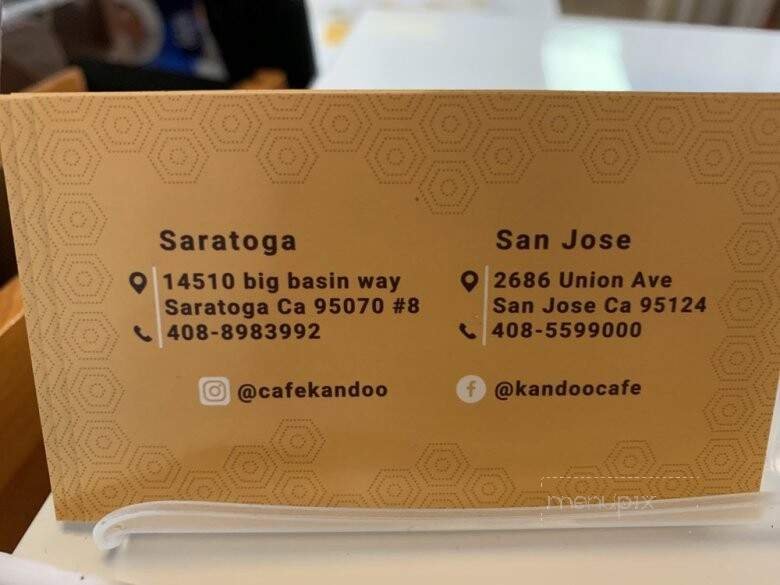 Saratoga
14510 big basin way
Saratoga Ca 95070 #8
408-8983992
San Jose
2686 Union Ave
San Jose Ca 95124
408-5599000
@cafekandoo
@kandoocafe
menupix